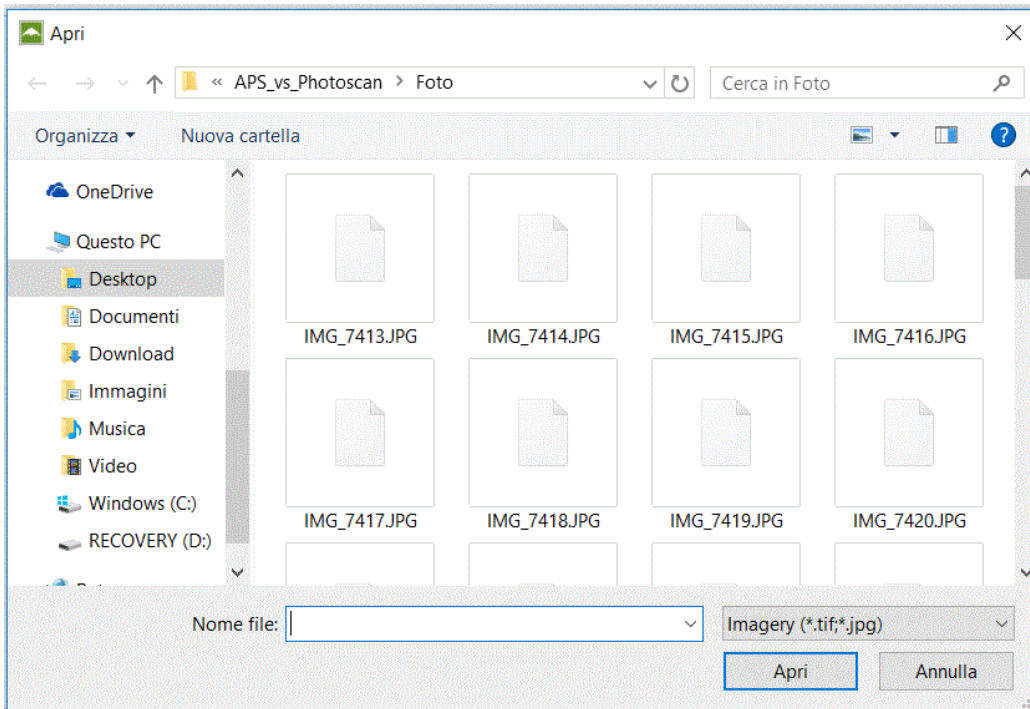 Apri
« APS_vs_Photoscan > Foto
Cerca in Foto
Organizza
Nuova cartella
?
OneDrive
Questo PC
Desktop
Documenti
Download
Immagini
Musica
Video
Windows (C:)
RECOVERY (D:)
IMG_7413.JPG
IMG_7414.JPG
IMG_7415.JPG
IMG_7416.JPG
IMG_7417.JPG
IMG_7418.JPG
IMG_7419.JPG
IMG_7420.JPG
Nome file:
Imagery (*.tif;*.jpg)
Apri
Annulla